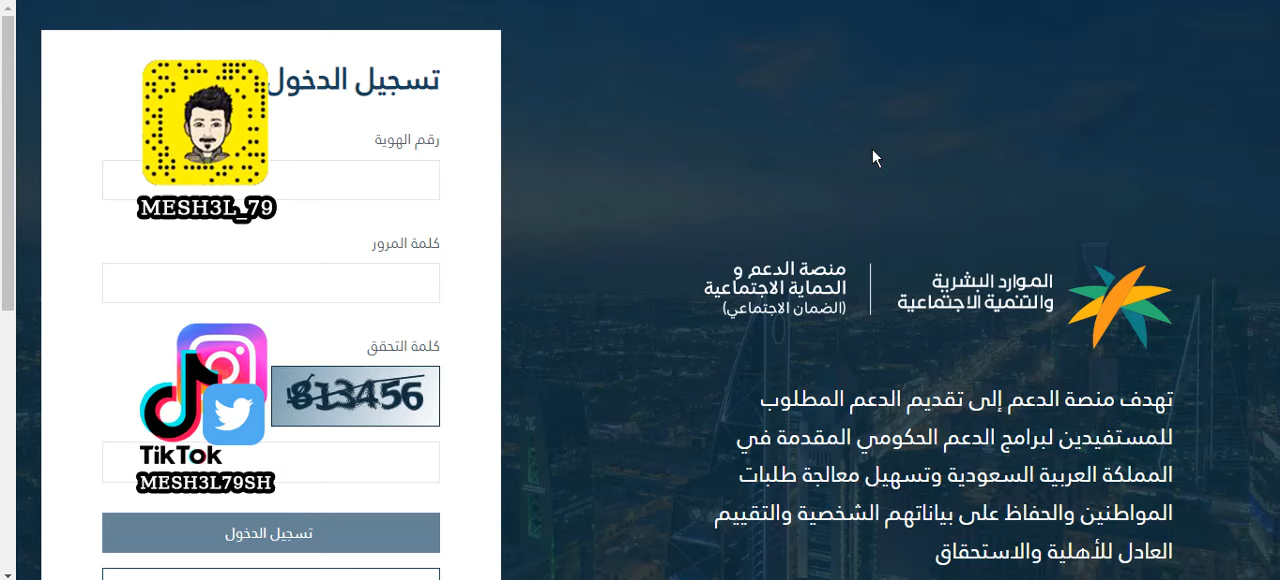 تسجيل الدخول
رقم الهوية
MESH3L_79
كلمة المرور
كلمة التحقق
813456
TikTok
MESH3L79SH
تسجيل الدخول
الموارد البشرية
والتنمية الاجتماعية
منصة الدعم و
الحماية الاجتماعية
(الضمان الاجتماعي)
تهدف منصة الدعم إلى تقديم الدعم المطلوب
للمستفيدين لبرامج الدعم الحكومي المقدمة في
المملكة العربية السعودية وتسهيل معالجة طلبات
المواطنين والحفاظ على بياناتهم الشخصية والتقييم
العادل للأهلية والاستحقاق